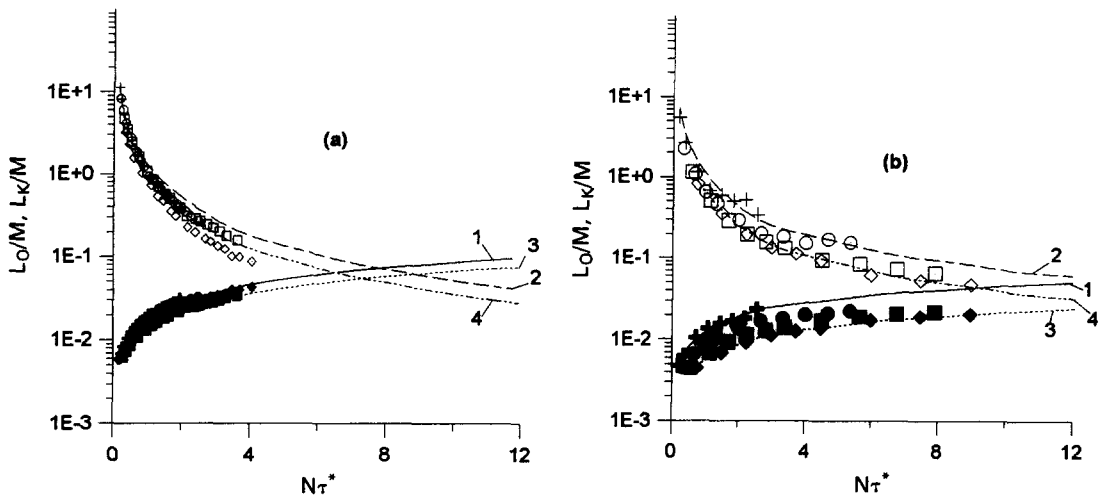 (a)
L_O/M, L_K/M
1E+1
1E+0
1E-1
1E-2
1E-3
0
4
8
12
Nτ*
1
3
2
4
(b)
L_O/M, L_K/M
1E+1
1E+0
1E-1
1E-2
1E-3
0
4
8
12
Nτ*
2
1
4
3